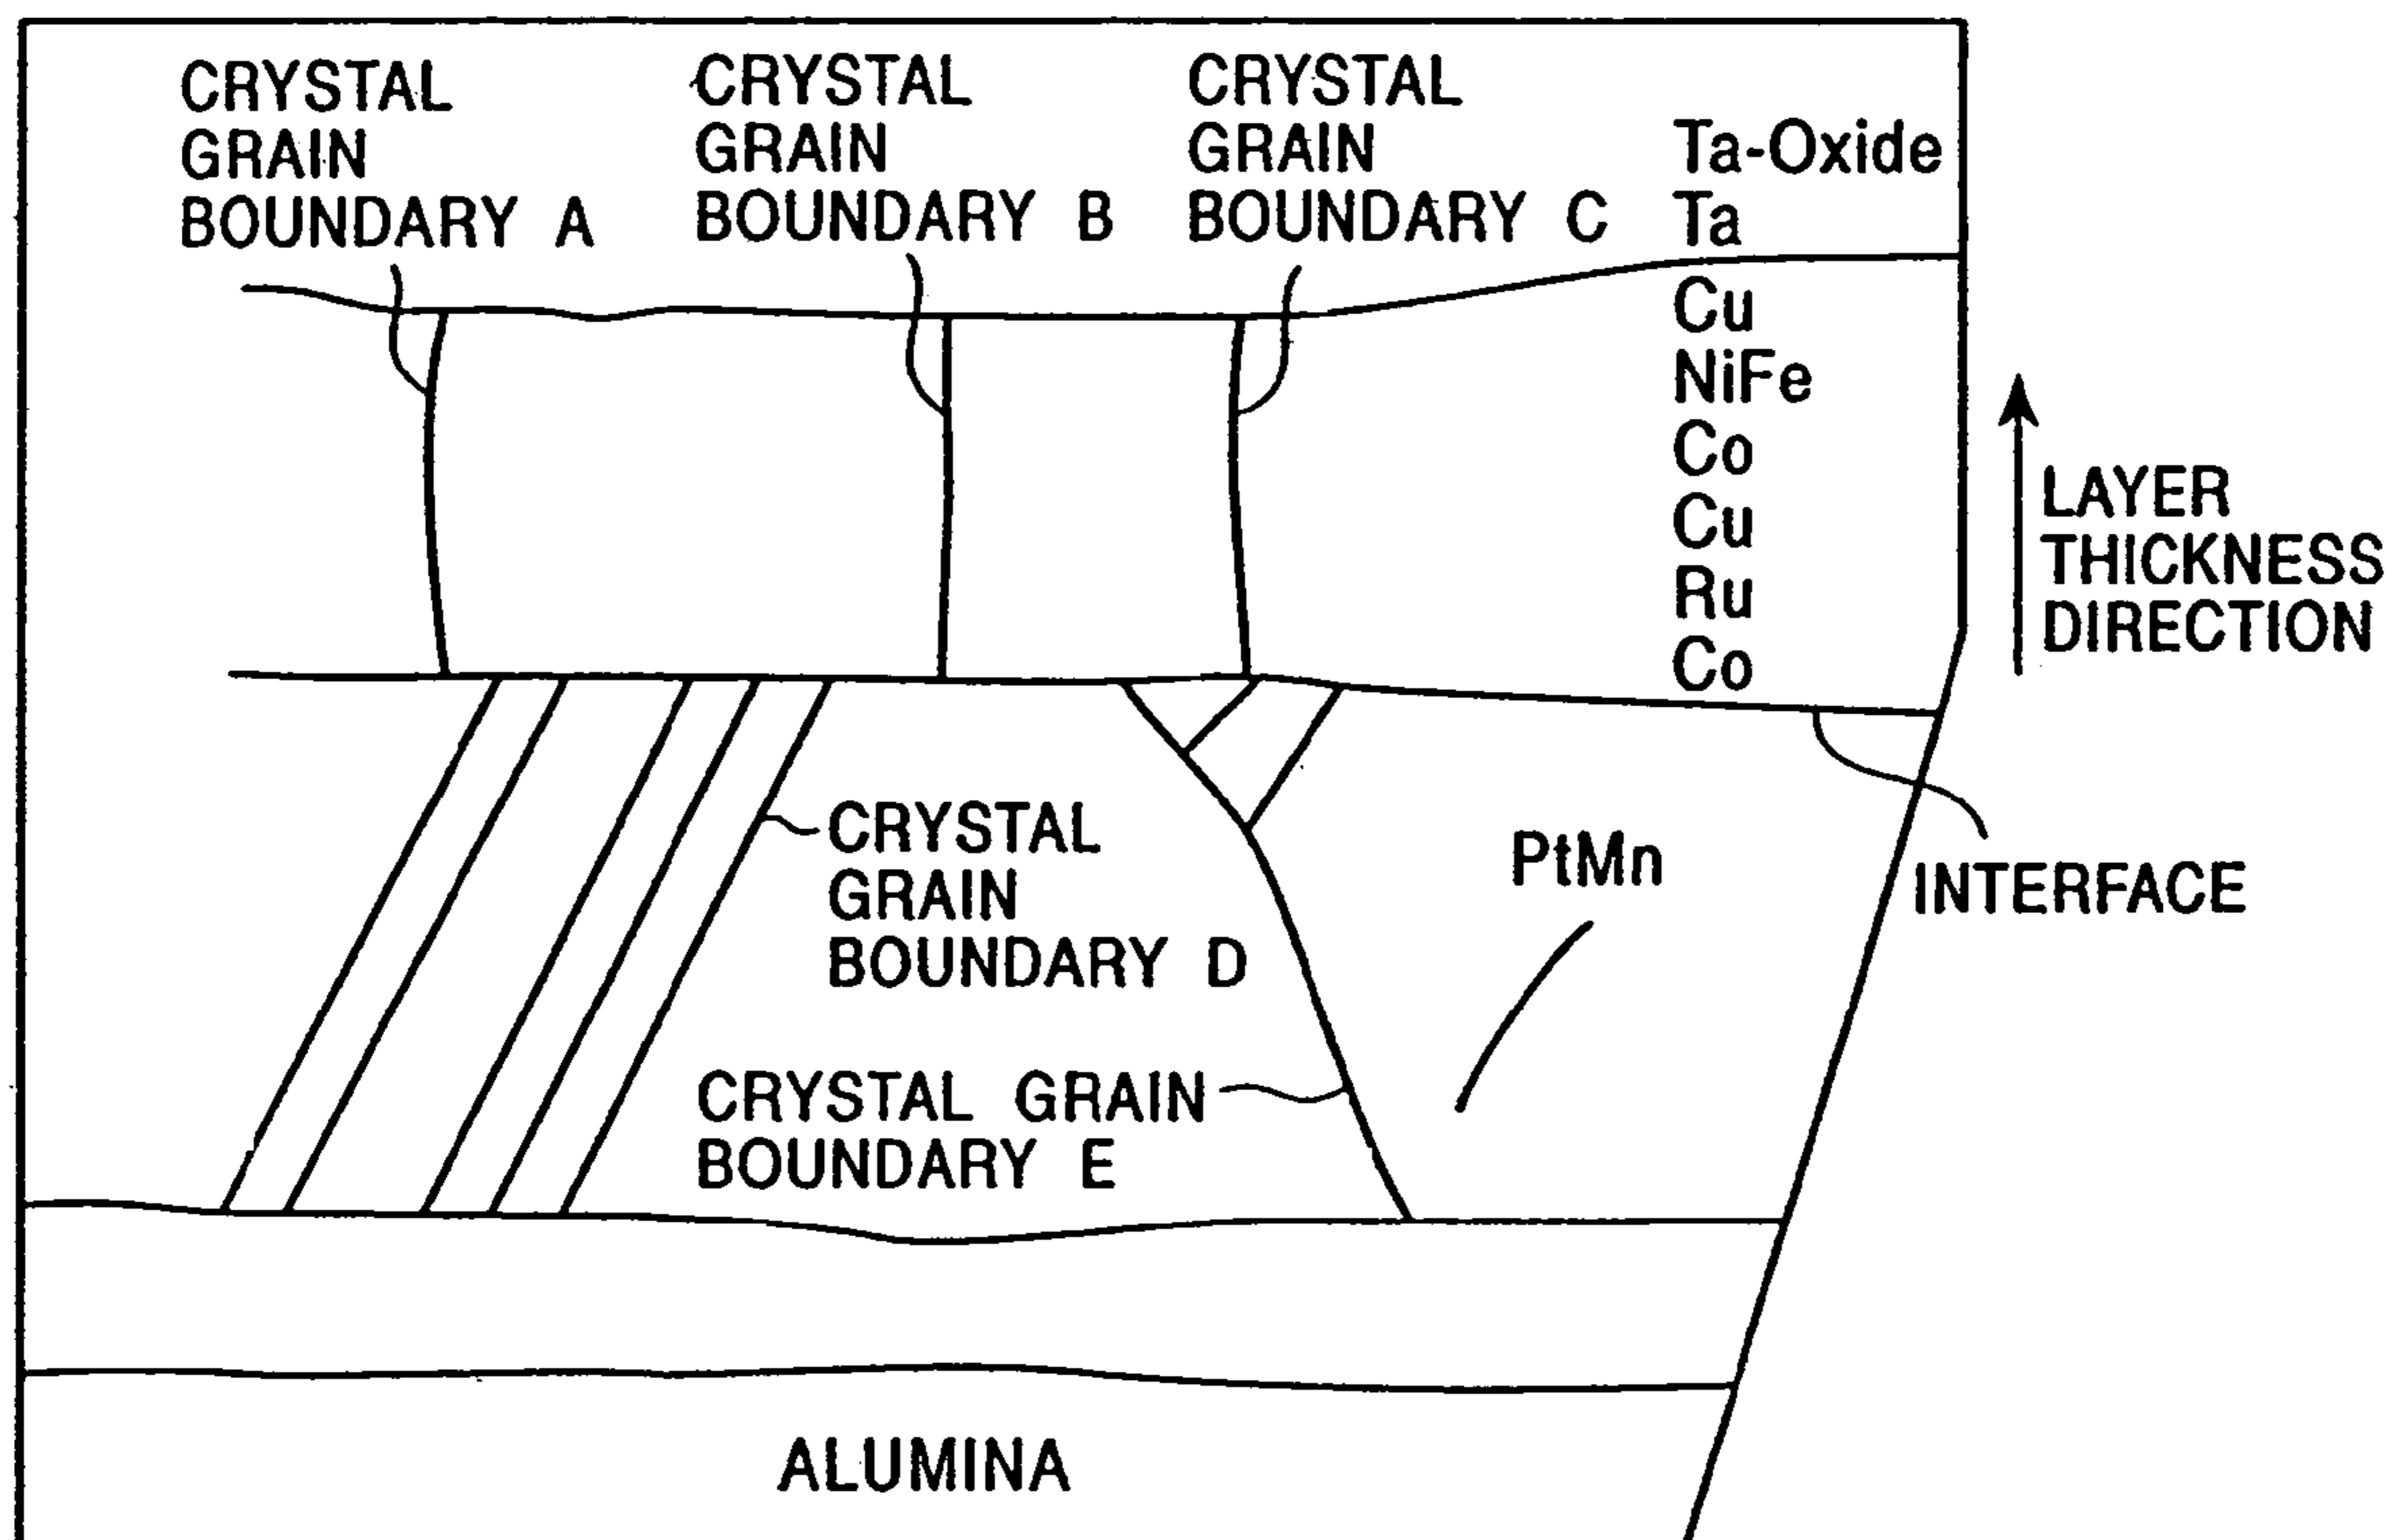 CRYSTAL
GRAIN
BOUNDARY A
CRYSTAL
GRAIN
BOUNDARY B
CRYSTAL
GRAIN
BOUNDARY C
Ta-Oxide
Ta
Cu
NiFe
Co
Cu
Ru
Co
LAYER
THICKNESS
DIRECTION
CRYSTAL
GRAIN
BOUNDARY D
PtMn
INTERFACE
CRYSTAL GRAIN
BOUNDARY E
ALUMINA